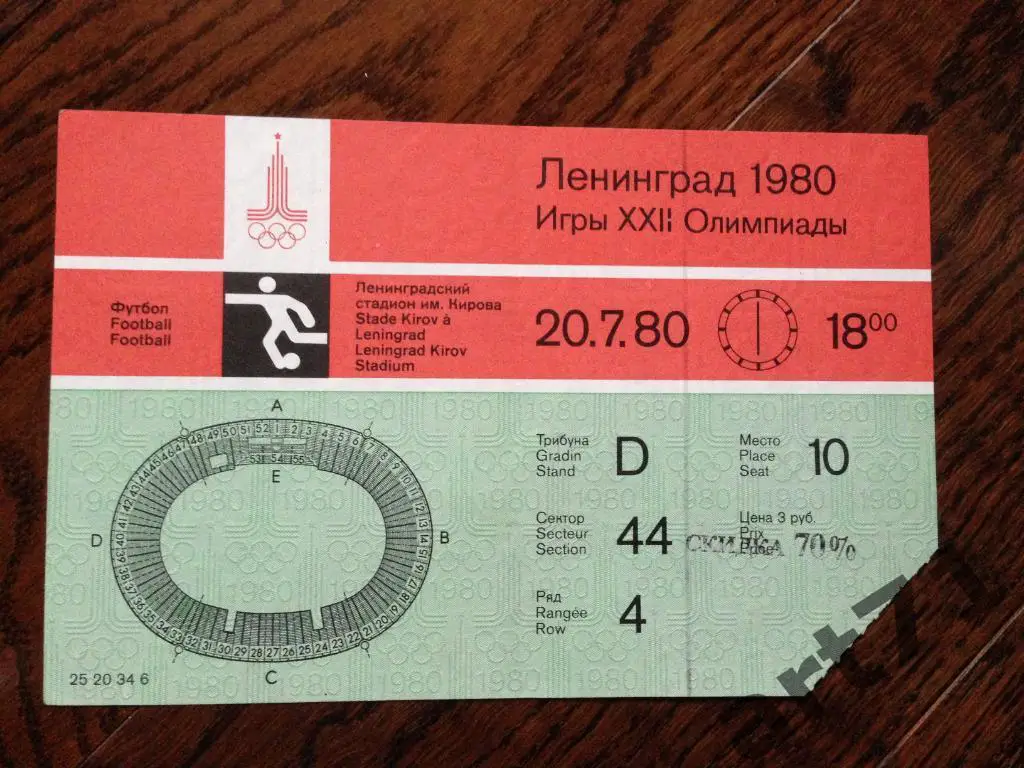 Ленинград 1980
Игры XXII Олимпиады
Футбол
Football
Football
Ленинградский
стадион им. Кирова
Stade Kirov à
Leningrad
Leningrad Kirov
Stadium
20.7.80
18⁰⁰
A
B
C
D
E
Трибуна
Gradin
Stand
D
Место
Place
Seat
10
Сектор
Secteur
Section
44
Цена 3 руб.
СКИДКА 70%
Ряд
Rangée
Row
4
25 20 34 6